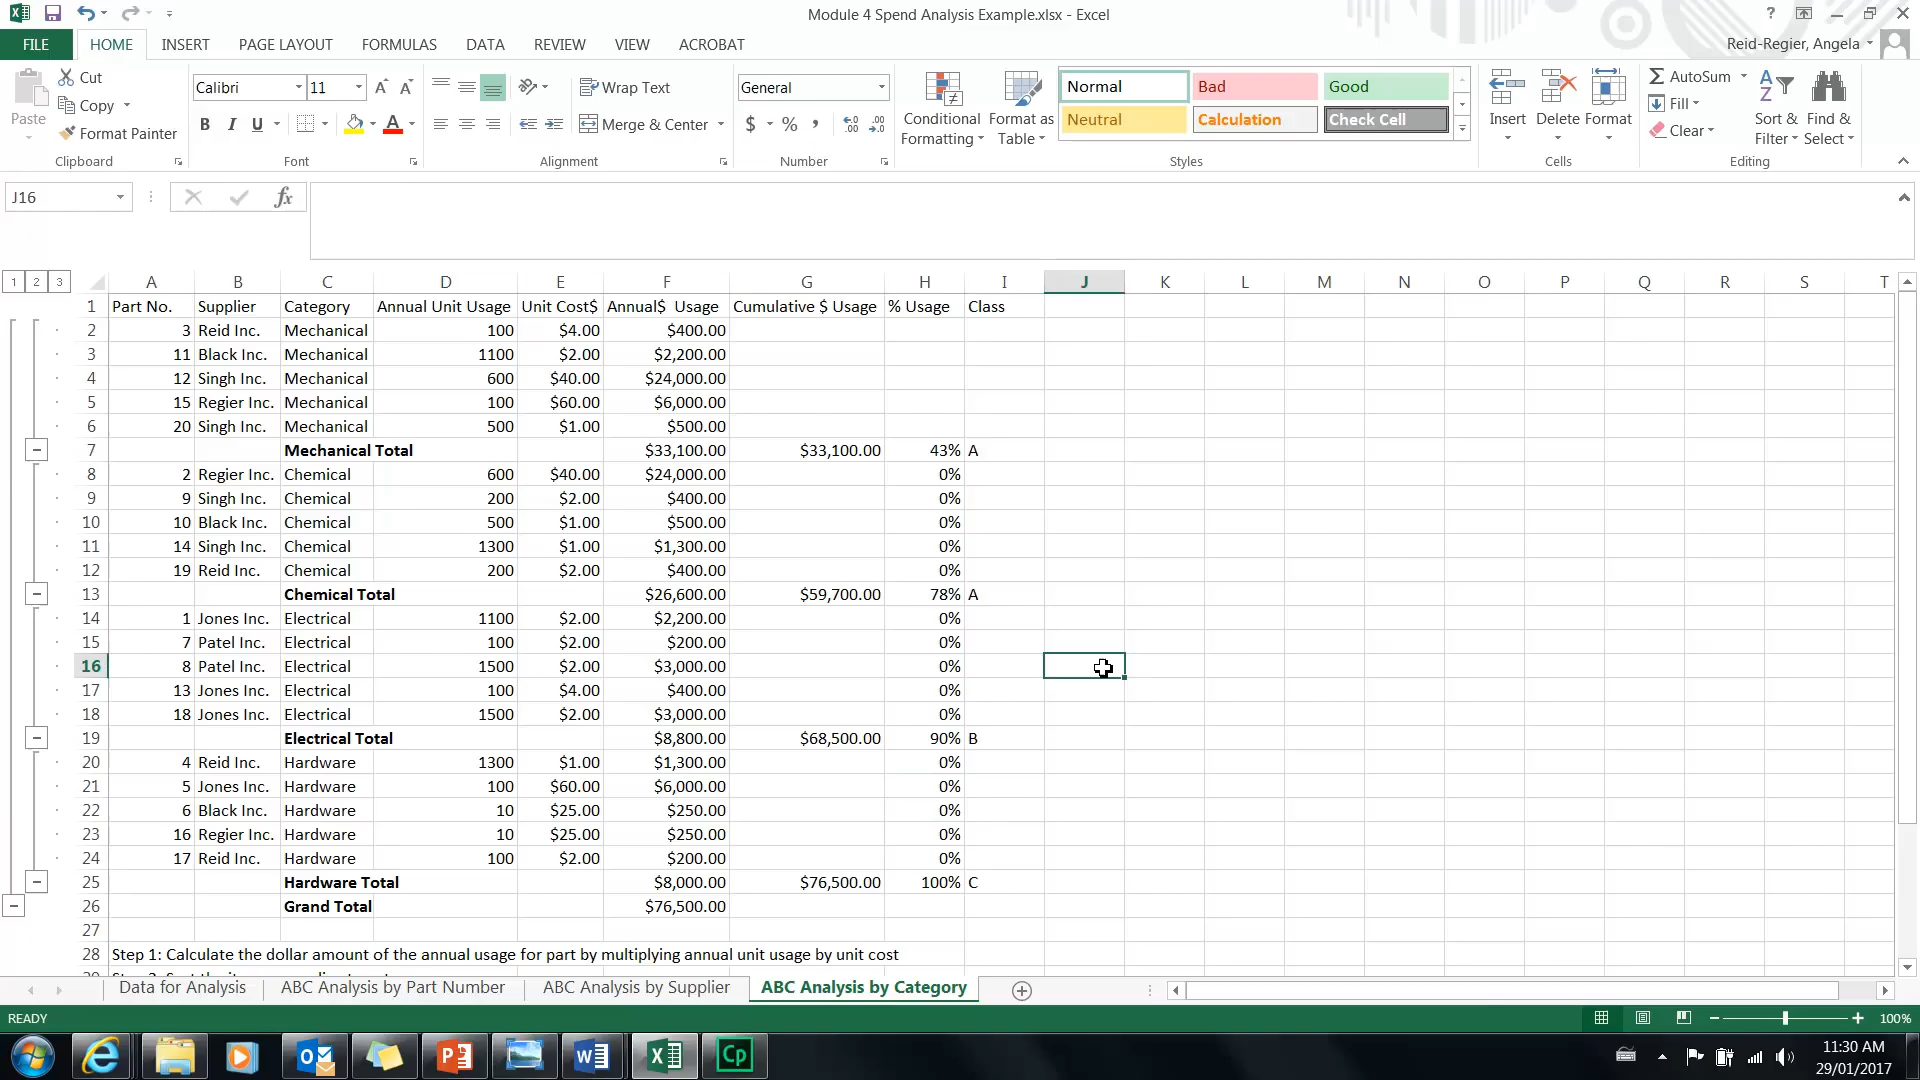 Module 4 Spend Analysis Example.xlsx - Excel
?
FILE HOME INSERT PAGE LAYOUT FORMULAS DATA REVIEW VIEW ACROBAT Reid-Regier, Angela
Paste Cut Copy Format Painter
Calibri 11 A A
B I U A
Wrap Text
Merge & Center
General
$ % , .00 .0
Conditional Formatting
Format as Table
Normal Bad Good
Neutral Calculation Check Cell
Insert Delete Format
AutoSum
Fill
Clear
Sort & Filter
Find & Select
Clipboard Font Alignment Number Styles Cells Editing
J16 fx
1 2 3 A B C D E F G H I J K L M N O P Q R S T
1 Part No. Supplier Category Annual Unit Usage Unit Cost$ Annual$ Usage Cumulative $ Usage % Usage Class
2 3 Reid Inc. Mechanical 100 $4.00 $400.00
3 11 Black Inc. Mechanical 1100 $2.00 $2,200.00
4 12 Singh Inc. Mechanical 600 $40.00 $24,000.00
5 15 Regier Inc. Mechanical 100 $60.00 $6,000.00
6 20 Singh Inc. Mechanical 500 $1.00 $500.00
7 Mechanical Total $33,100.00 $33,100.00 43% A
8 2 Regier Inc. Chemical 600 $40.00 $24,000.00 0%
9 9 Singh Inc. Chemical 200 $2.00 $400.00 0%
10 10 Black Inc. Chemical 500 $1.00 $500.00 0%
11 14 Singh Inc. Chemical 1300 $1.00 $1,300.00 0%
12 19 Reid Inc. Chemical 200 $2.00 $400.00 0%
13 Chemical Total $26,600.00 $59,700.00 78% A
14 1 Jones Inc. Electrical 1100 $2.00 $2,200.00 0%
15 7 Patel Inc. Electrical 100 $2.00 $200.00 0%
16 8 Patel Inc. Electrical 1500 $2.00 $3,000.00 0%
17 13 Jones Inc. Electrical 100 $4.00 $400.00 0%
18 18 Jones Inc. Electrical 1500 $2.00 $3,000.00 0%
19 Electrical Total $8,800.00 $68,500.00 90% B
20 4 Reid Inc. Hardware 1300 $1.00 $1,300.00 0%
21 5 Jones Inc. Hardware 100 $60.00 $6,000.00 0%
22 6 Black Inc. Hardware 10 $25.00 $250.00 0%
23 16 Regier Inc. Hardware 10 $25.00 $250.00 0%
24 17 Reid Inc. Hardware 100 $2.00 $200.00 0%
25 Hardware Total $8,000.00 $76,500.00 100% C
26 Grand Total $76,500.00
27
28 Step 1: Calculate the dollar amount of the annual usage for part by multiplying annual unit usage by unit cost
Data for Analysis ABC Analysis by Part Number ABC Analysis by Supplier ABC Analysis by Category
READY 100%
Cp
11:30 AM
29/01/2017